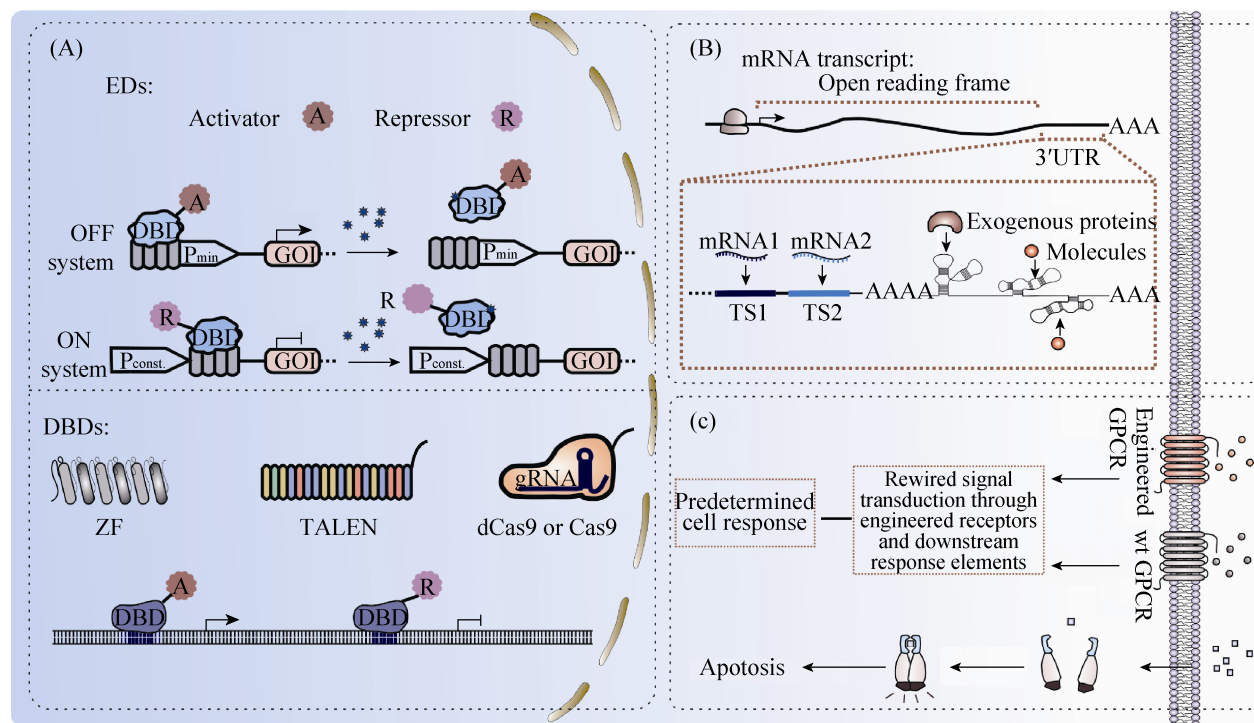 (A)
EDs:
Activator A Repressor R
A
DBD
OFF
system
Pmin
GOI
A
DBD
Pmin
GOI
R
DBD
ON
system
Pconst.
GOI
R
DBD
Pconst.
GOI
DBDs:
ZF
TALEN
gRNA
dCas9 or Cas9
A
DBD
R
DBD
(B)
mRNA transcript:
Open reading frame
AAA
3'UTR
mRNA1
mRNA2
TS1
TS2
AAAA
Exogenous proteins
Molecules
AAA
(c)
Engineered
GPCR
wt GPCR
Rewired signal
transduction through
engineered receptors
and downstream
response elements
Predetermined
cell response
Apotosis